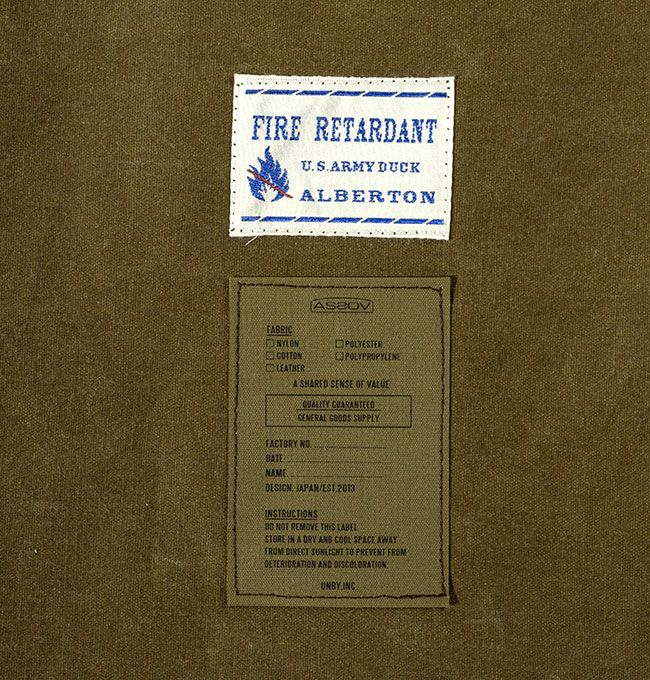 FIRE RETARDANT
U.S.ARMY DUCK
ALBERTON
AS2OV
FABRIC
NYLON
POLYESTER
COTTON
POLYPROPYLENE
LEATHER
A SHARED SENSE OF VALUE
QUALITY GUARANTEED
GENERAL GOODS SUPPLY
FACTORY NO.
DATE
NAME
DESIGN. JAPAN/EST.2013
INSTRUCTIONS
DO NOT REMOVE THIS LABEL
STORE IN A DRY AND COOL SPACE AWAY
FROM DIRECT SUNLIGHT TO PREVENT FROM
DETERIORATION AND DISCOLORATION.
UNBY.INC